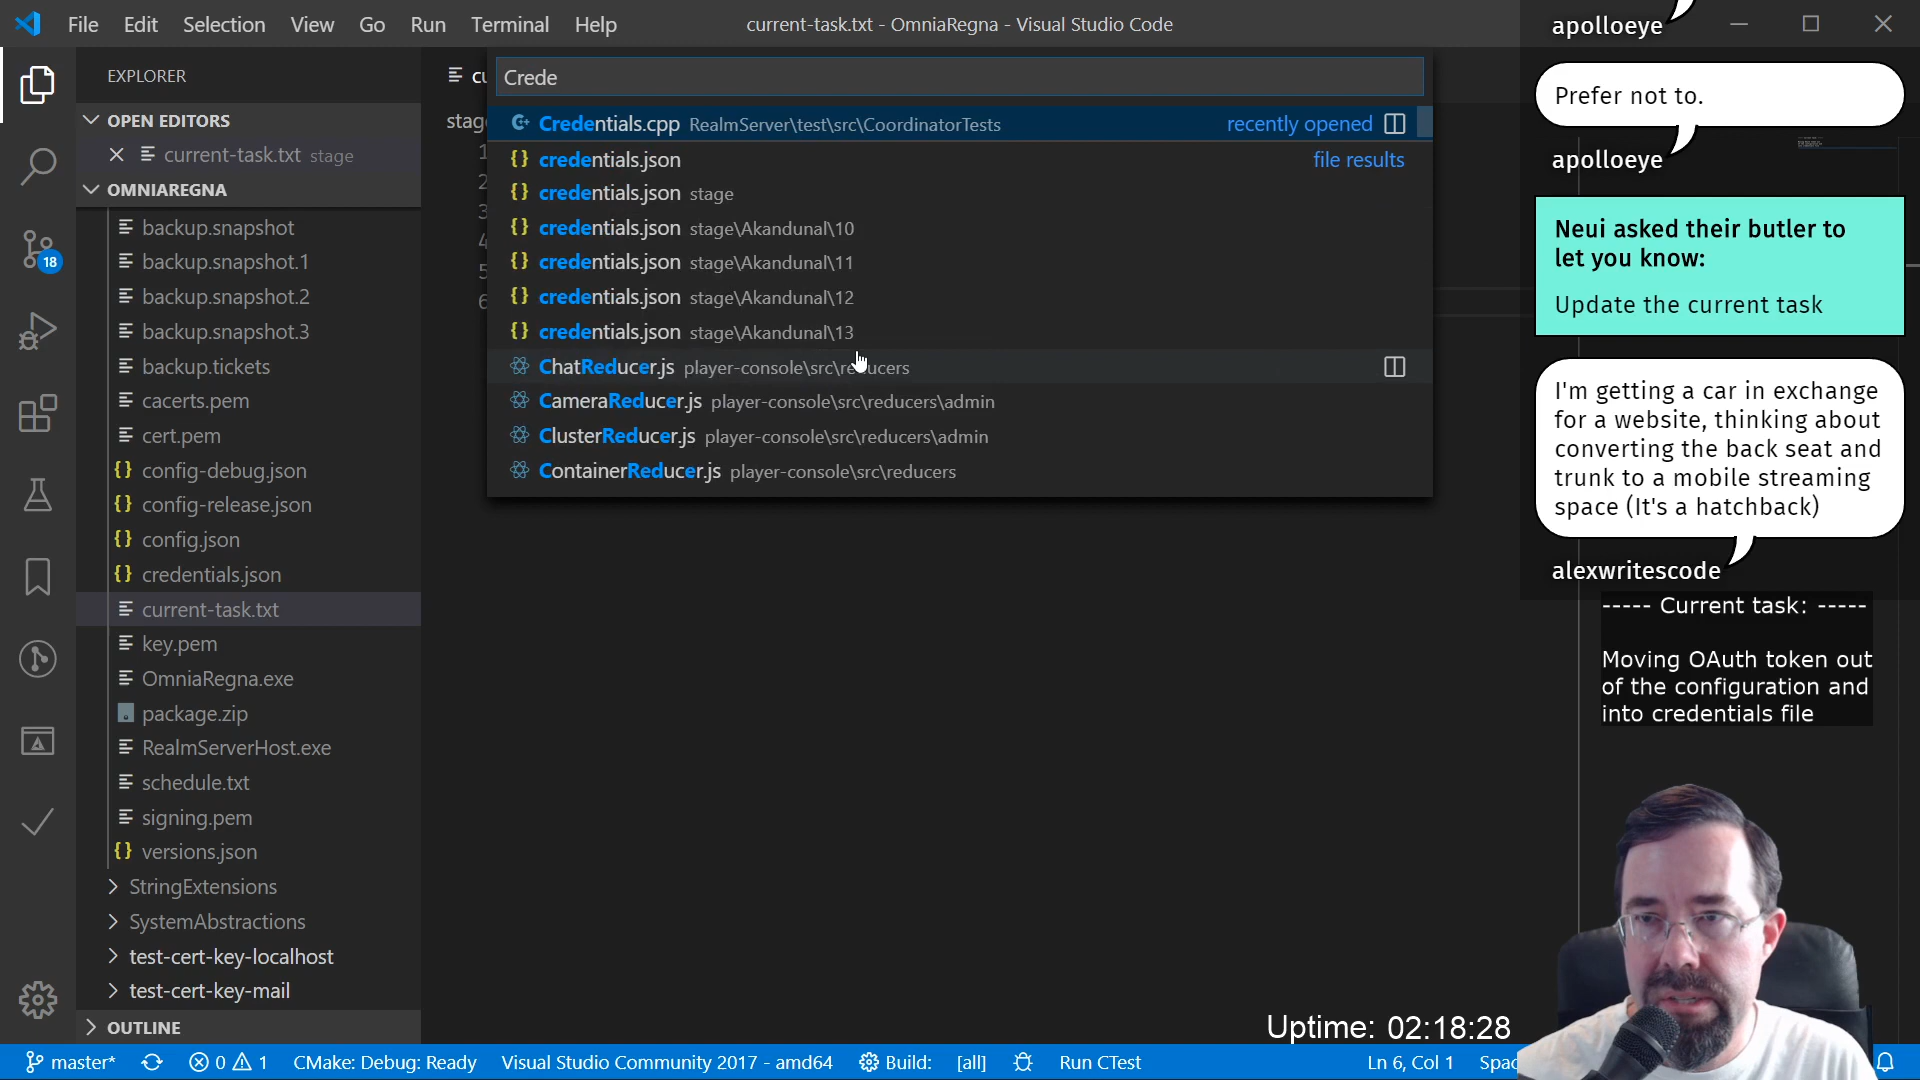 File Edit Selection View Go Run Terminal Help
current-task.txt - OmniaRegna - Visual Studio Code
EXPLORER
OPEN EDITORS
current-task.txt stage
OMNIAREGNA
backup.snapshot
backup.snapshot.1
backup.snapshot.2
backup.snapshot.3
backup.tickets
cacerts.pem
cert.pem
config-debug.json
config-release.json
config.json
credentials.json
current-task.txt
key.pem
OmniaRegna.exe
package.zip
RealmServerHost.exe
schedule.txt
signing.pem
versions.json
StringExtensions
SystemAbstractions
test-cert-key-localhost
test-cert-key-mail
OUTLINE
18
cu
stage
1
2
3
4
5
6
Crede
Credentials.cpp RealmServer\test\src\CoordinatorTests recently opened
credentials.json file results
credentials.json stage
credentials.json stage\Akandunal\10
credentials.json stage\Akandunal\11
credentials.json stage\Akandunal\12
credentials.json stage\Akandunal\13
ChatReducer.js player-console\src\reducers
CameraReducer.js player-console\src\reducers\admin
ClusterReducer.js player-console\src\reducers\admin
ContainerReducer.js player-console\src\reducers
apolloeye
Prefer not to.
apolloeye
Neui asked their butler to
let you know:
Update the current task
I'm getting a car in exchange
for a website, thinking about
converting the back seat and
trunk to a mobile streaming
space (It's a hatchback)
alexwritescode
----- Current task: -----
Moving OAuth token out
of the configuration and
into credentials file
Uptime: 02:18:28
master* 0 1 CMake: Debug: Ready Visual Studio Community 2017 - amd64 Build: [all] Run CTest Ln 6, Col 1 Spac